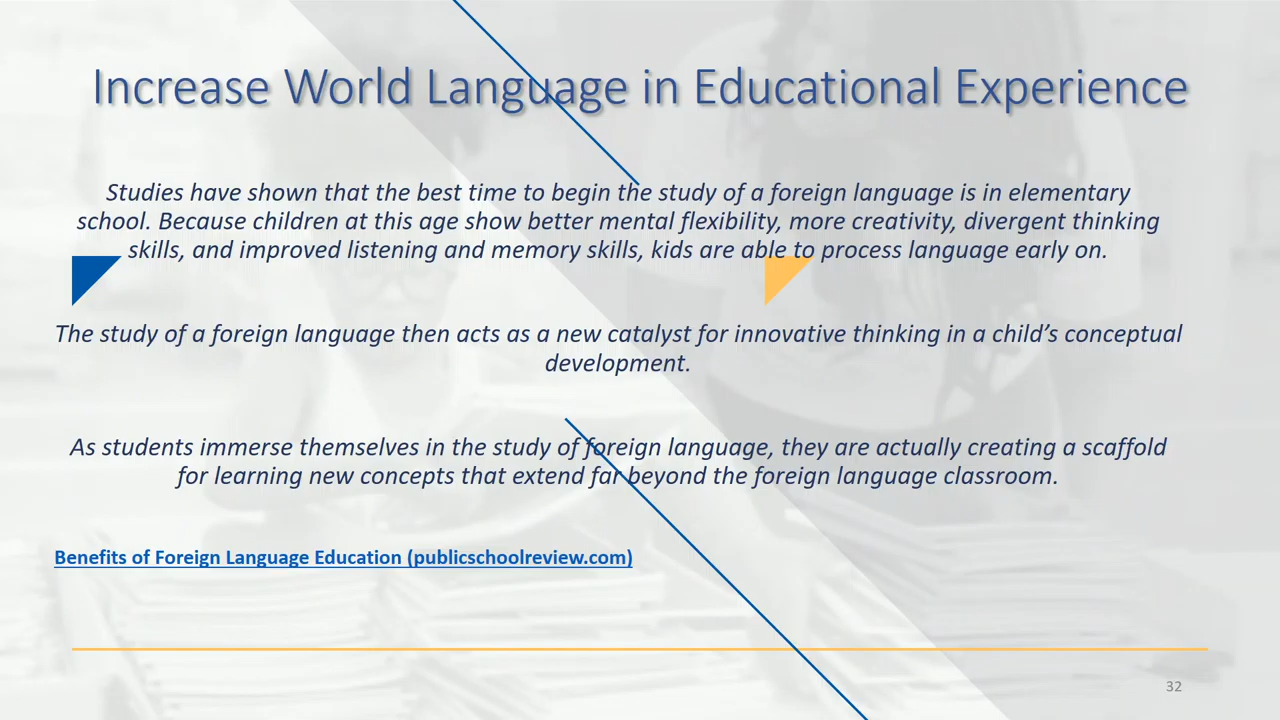 Increase World Language in Educational Experience
Studies have shown that the best time to begin the study of a foreign language is in elementary
school. Because children at this age show better mental flexibility, more creativity, divergent thinking
skills, and improved listening and memory skills, kids are able to process language early on.
The study of a foreign language then acts as a new catalyst for innovative thinking in a child’s conceptual
development.
As students immerse themselves in the study of foreign language, they are actually creating a scaffold
for learning new concepts that extend far beyond the foreign language classroom.
Benefits of Foreign Language Education (publicschoolreview.com)
32